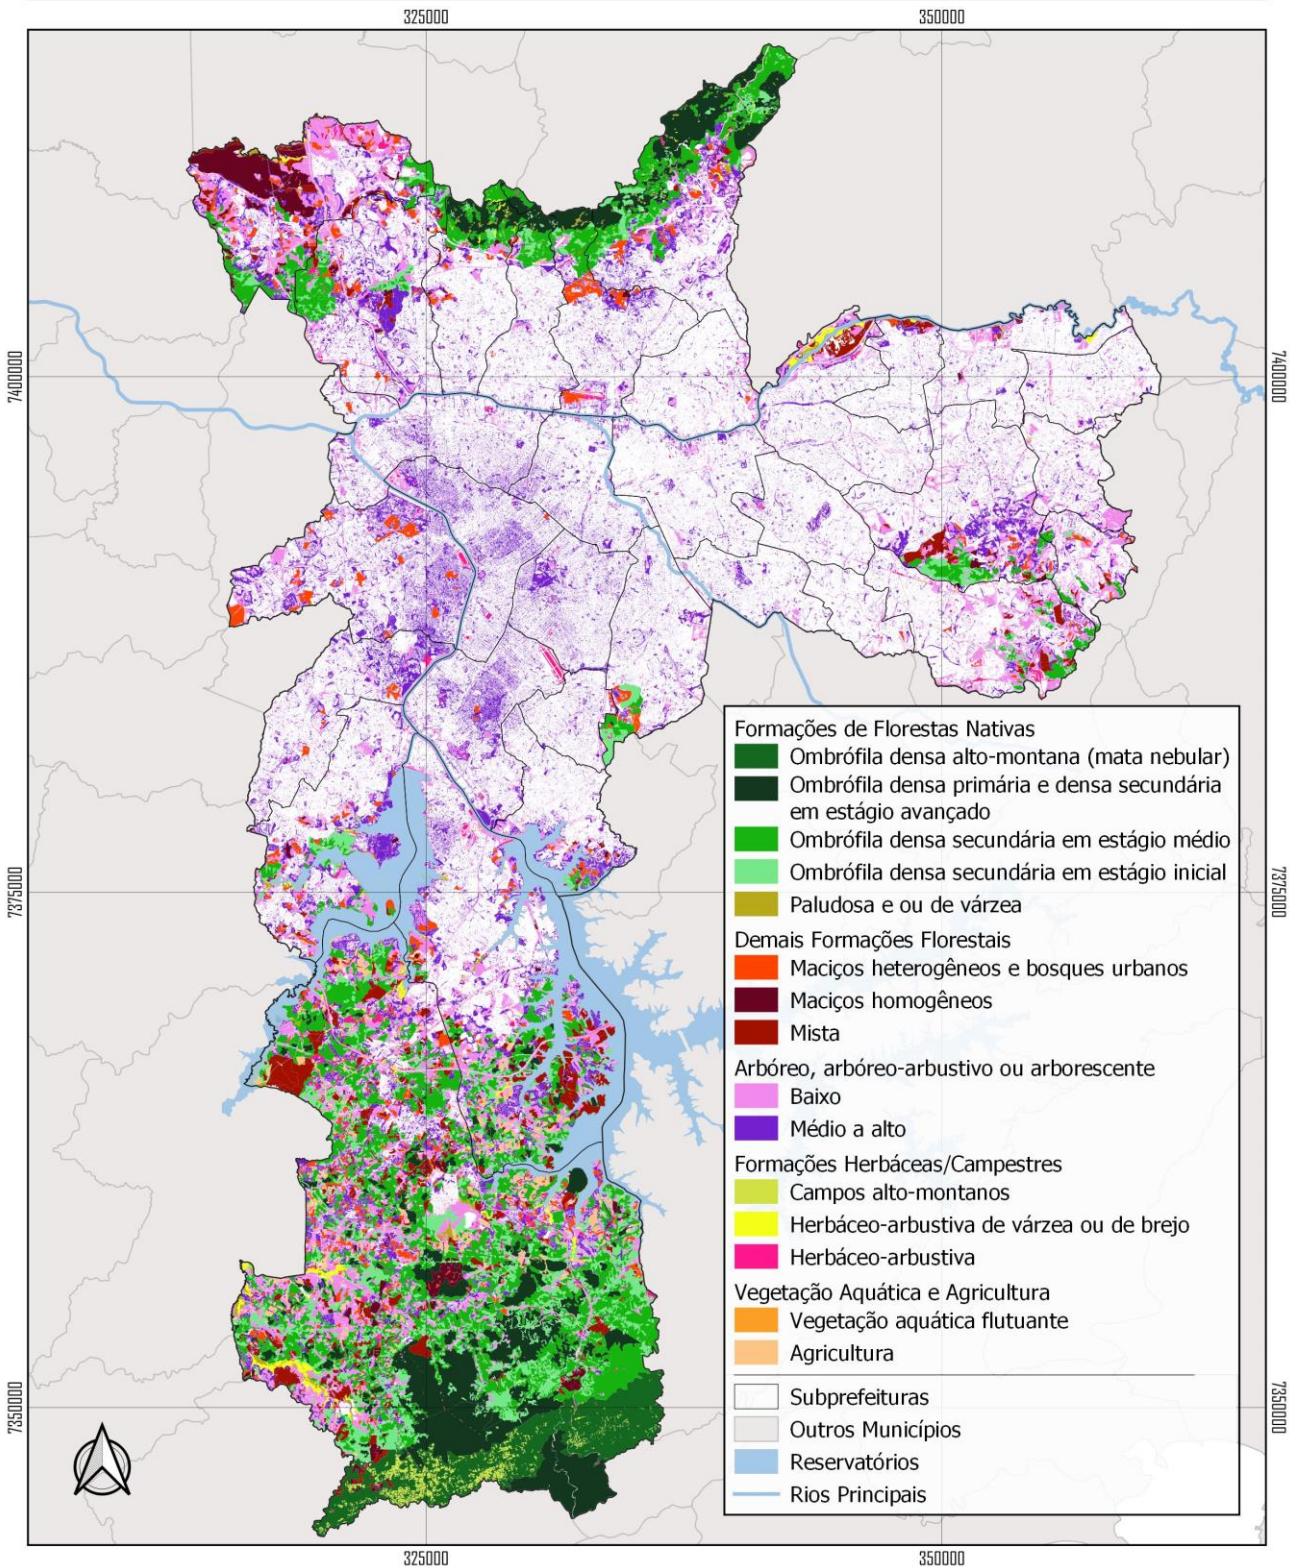 325000
350000
7400000
7400000
Formações de Florestas Nativas
Ombrófila densa alto-montana (mata nebular)
Ombrófila densa primária e densa secundária
em estágio avançado
Ombrófila densa secundária em estágio médio
Ombrófila densa secundária em estágio inicial
Paludosa e ou de várzea
Demais Formações Florestais
Maciços heterogêneos e bosques urbanos
Maciços homogêneos
Mista
Arbóreo, arbóreo-arbustivo ou arborescente
Baixo
Médio a alto
Formações Herbáceas/Campestres
Campos alto-montanos
Herbáceo-arbustiva de várzea ou de brejo
Herbáceo-arbustiva
Vegetação Aquática e Agricultura
Vegetação aquática flutuante
Agricultura
Subprefeituras
Outros Municípios
Reservatórios
Rios Principais
7375000
7375000
7350000
7350000
325000
350000